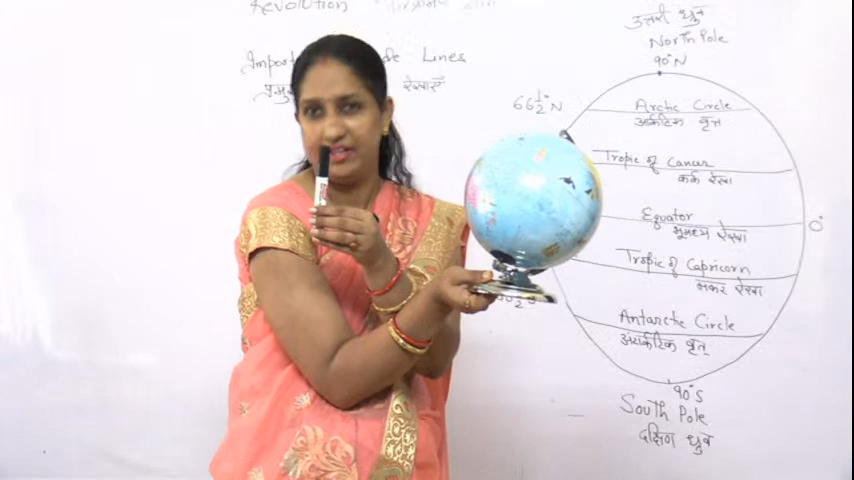 Revolution
Lines
रेखाएँ
उत्तरी ध्रुव
North Pole
90°N
66½°N
Arctic Circle
आर्कटिक वृत्त
Tropic of Cancer
कर्क रेखा
Equator
0°
भूमध्य रेखा
Tropic of Capricorn
मकर रेखा
Antarctic Circle
अंटार्कटिक वृत्
90°S
South Pole
दक्षिण ध्रुव